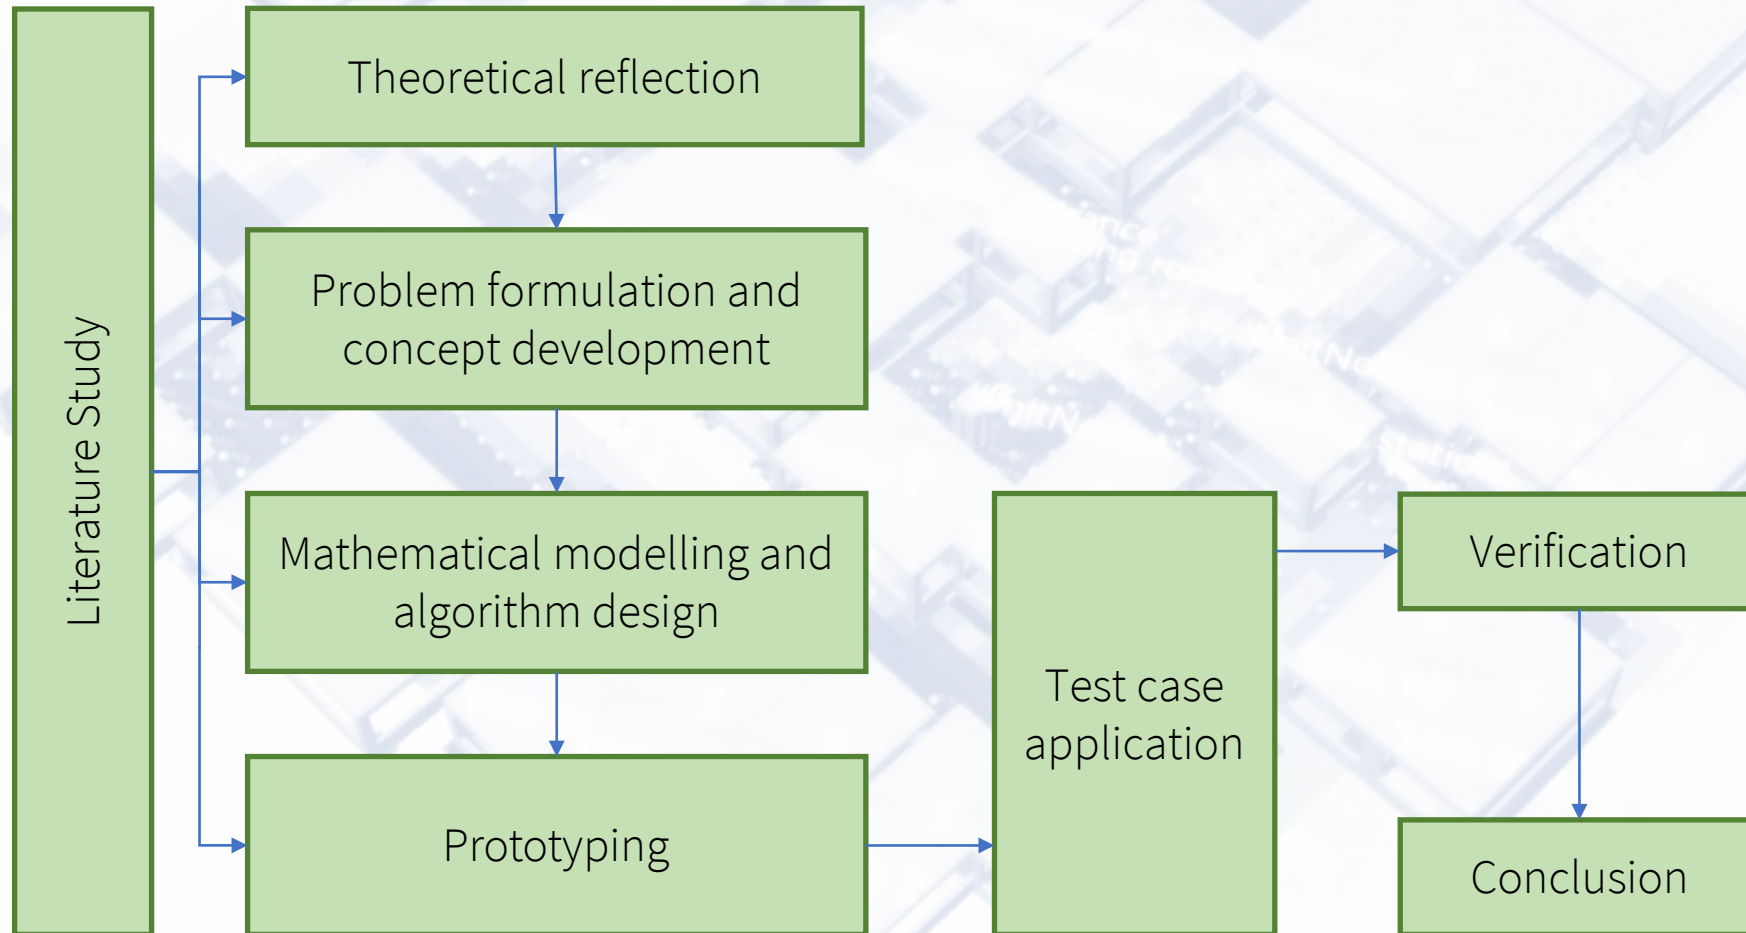 Literature Study
Theoretical reflection
Problem formulation and
concept development
Mathematical modelling and
algorithm design
Prototyping
Test case
application
Verification
Conclusion